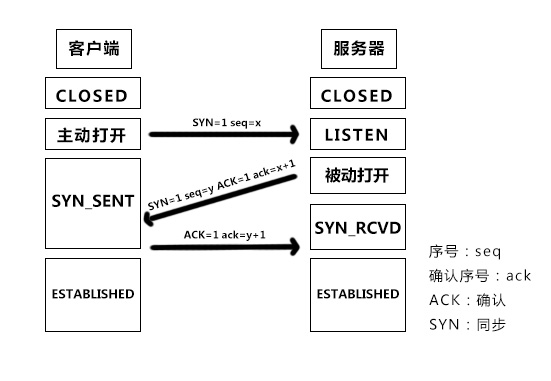 客户端
服务器
CLOSED
CLOSED
主动打开
SYN=1 seq=x
LISTEN
SYN=1 seq=y ACK=1 ack=x+1
被动打开
SYN_SENT
SYN_RCVD
ACK=1 ack=y+1
ESTABLISHED
ESTABLISHED
序号：seq
确认序号：ack
ACK：确认
SYN：同步